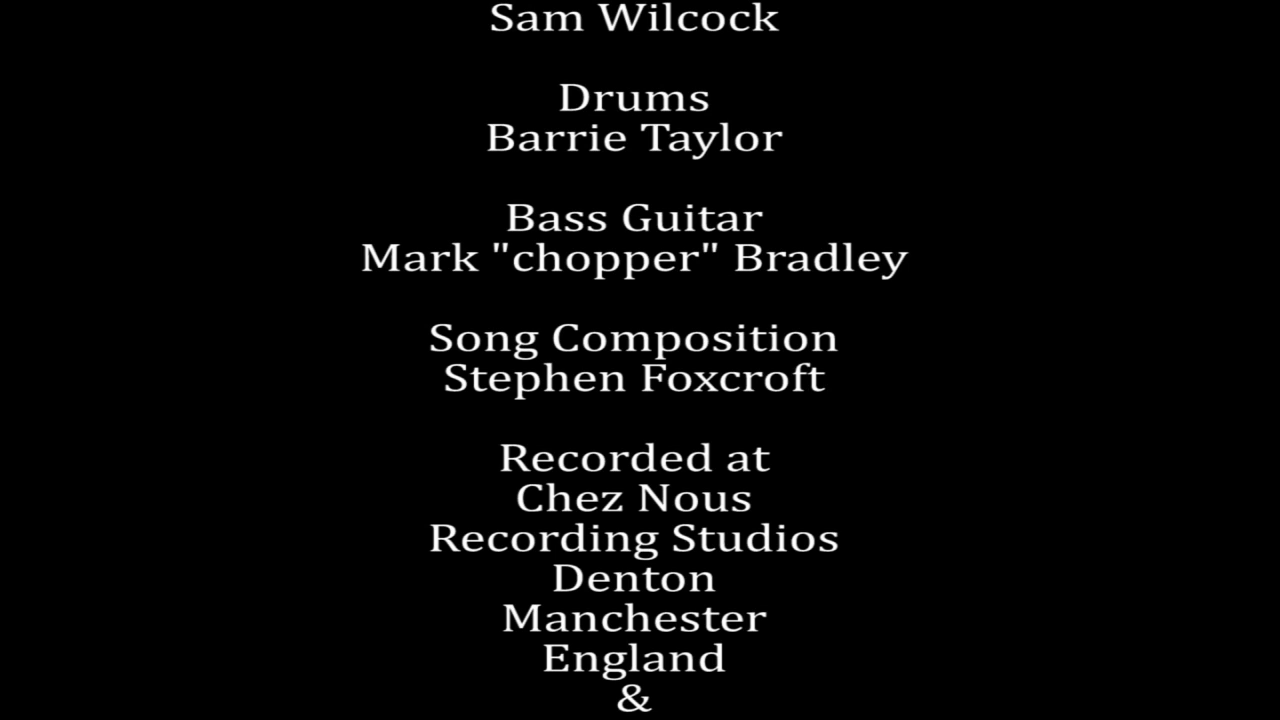 Sam Wilcock
Drums
Barrie Taylor
Bass Guitar
Mark "chopper" Bradley
Song Composition
Stephen Foxcroft
Recorded at
Chez Nous
Recording Studios
Denton
Manchester
England
&